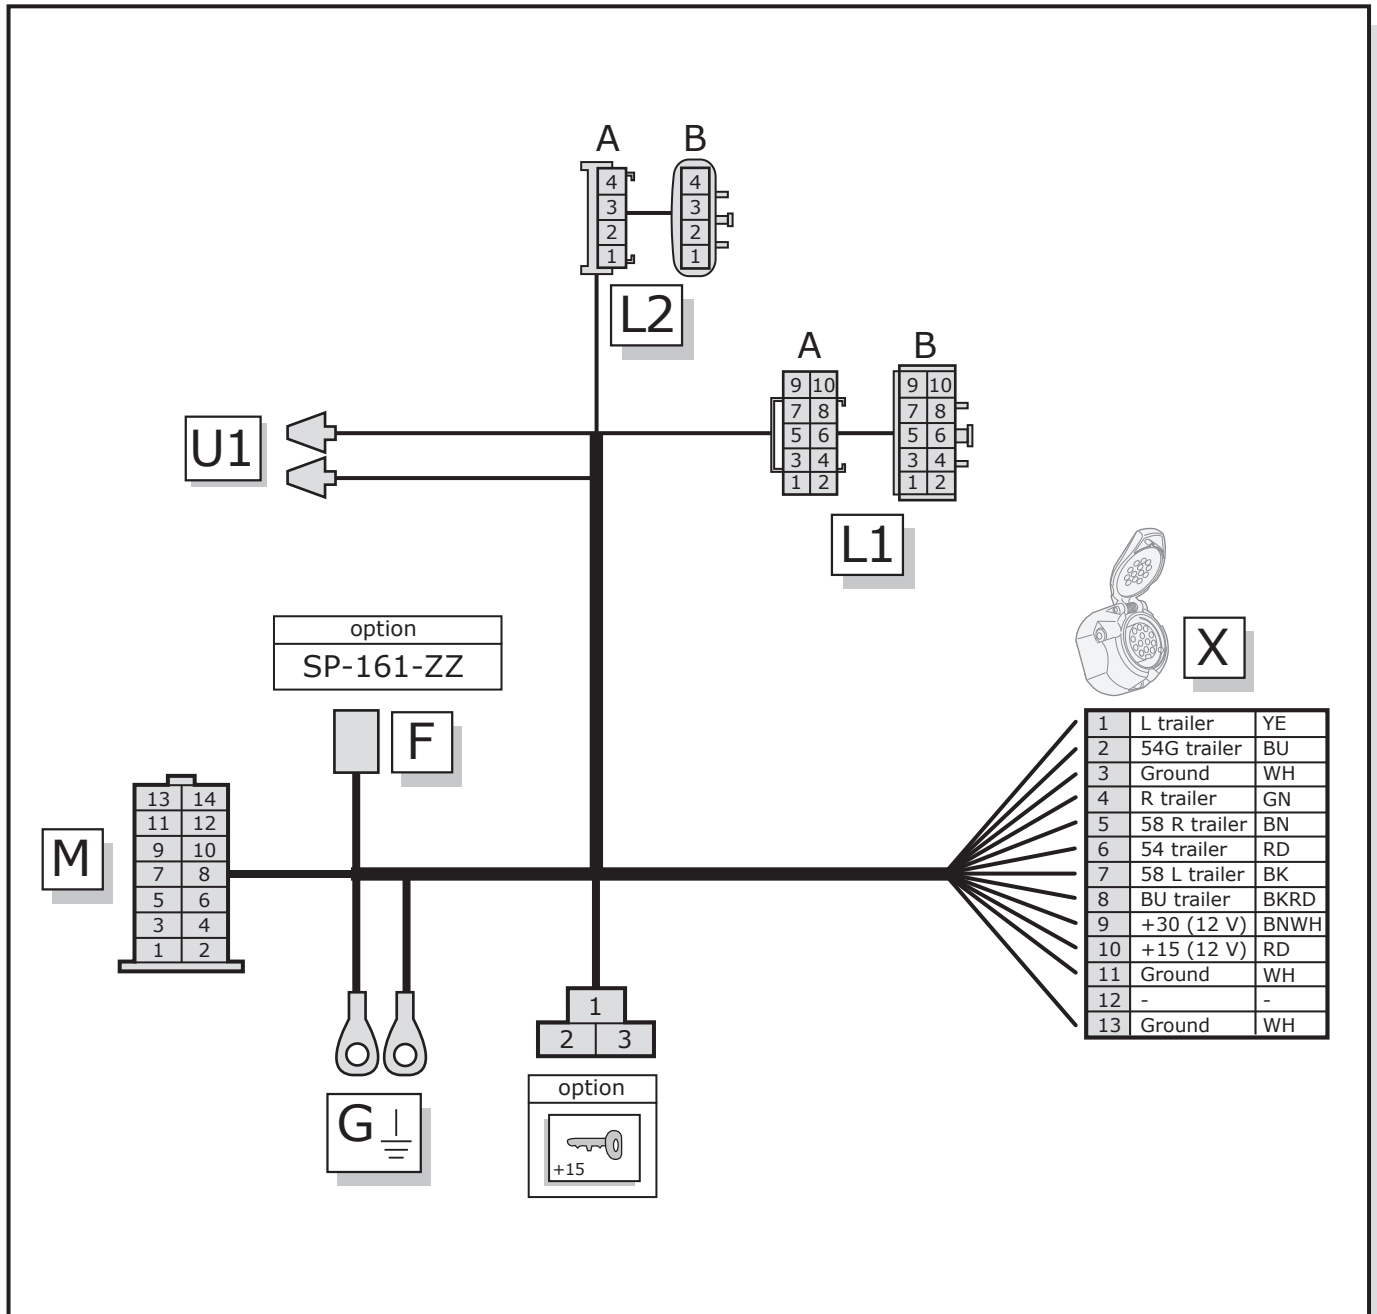 A B
4 4
3 3
2 2
1 1
L2
A B
9 10 9 10
7 8 7 8
5 6 5 6
3 4 3 4
1 2 1 2
L1
U1
option
SP-161-ZZ
F
X
M
13 14
11 12
9 10
7 8
5 6
3 4
1 2
1 L trailer YE
2 54G trailer BU
3 Ground WH
4 R trailer GN
5 58 R trailer BN
6 54 trailer RD
7 58 L trailer BK
8 BU trailer BKRD
9 +30 (12 V) BNWH
10 +15 (12 V) RD
11 Ground WH
12 - -
13 Ground WH
G
1
2 3
option
+15